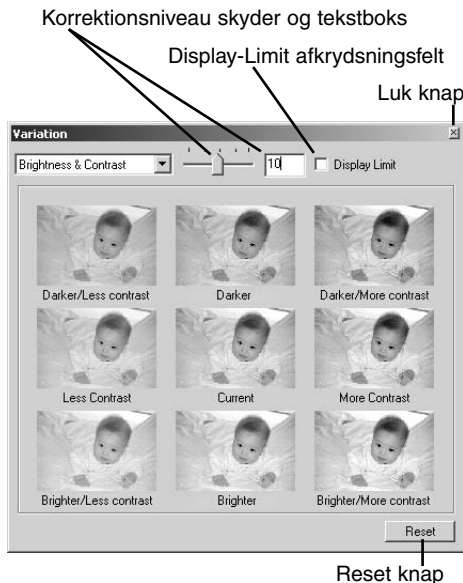 Korrektionsniveau skyder og tekstboks
Display-Limit afkrydsningsfelt
Luk knap
Variation
Brightness & Contrast
10
Display Limit
Darker/Less contrast
Darker
Darker/More contrast
Less Contrast
Current
More Contrast
Brighter/Less contrast
Brighter
Brighter/More contrast
Reset
Reset knap